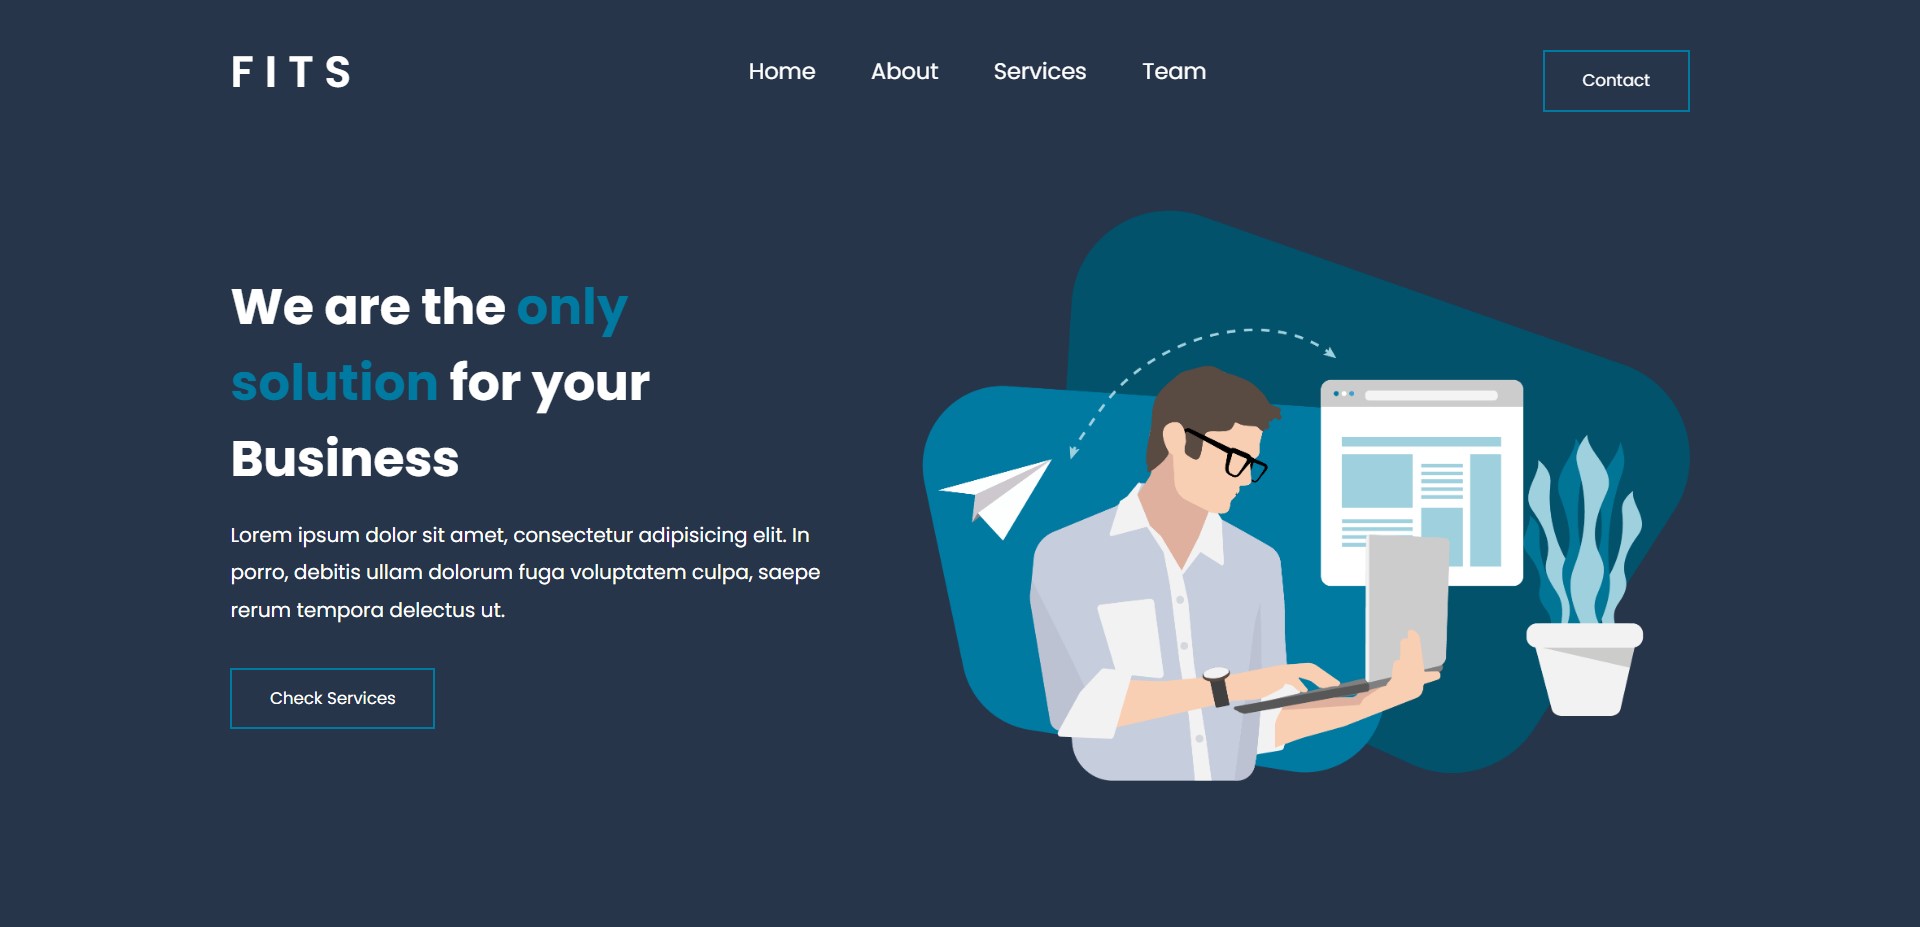 F I T S
Home About Services Team
Contact
We are the only
solution for your
Business
Lorem ipsum dolor sit amet, consectetur adipisicing elit. In
porro, debitis ullam dolorum fuga voluptatem culpa, saepe
rerum tempora delectus ut.
Check Services